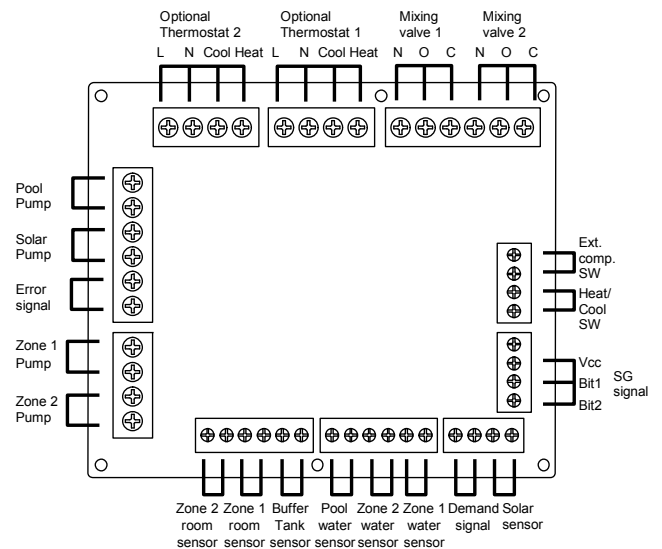 Optional
Thermostat 2
L N Cool Heat
Optional
Thermostat 1
L N Cool Heat
Mixing
valve 1
N O C
Mixing
valve 2
N O C
Pool
Pump
Solar
Pump
Error
signal
Zone 1
Pump
Zone 2
Pump
Ext.
comp.
SW
Heat/
Cool
SW
Vcc
Bit1
Bit2
SG
signal
Zone 2
room
sensor
Zone 1
room
sensor
Buffer
Tank
sensor
Pool
water
sensor
Zone 2
water
sensor
Zone 1
water
sensor
Demand
signal
Solar
sensor